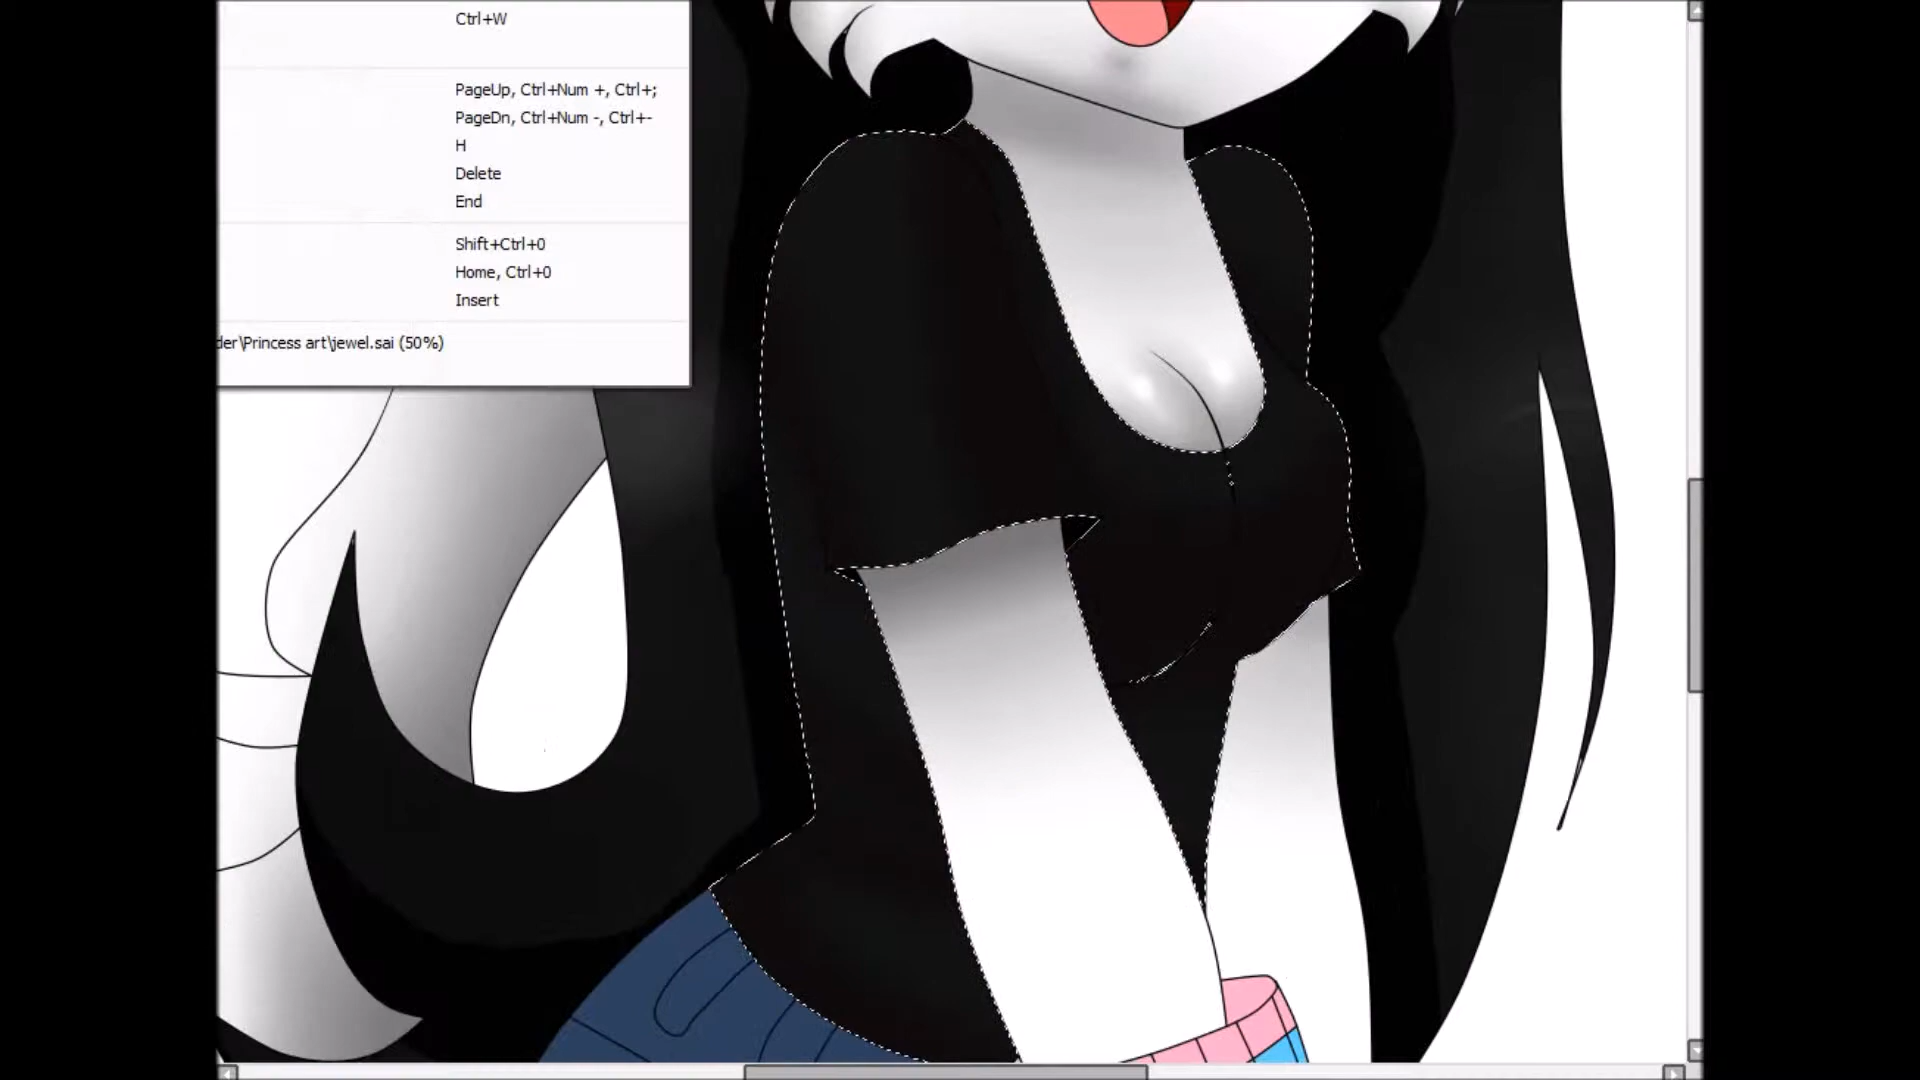 Ctrl+W
PageUp, Ctrl+Num +, Ctrl+;
PageDn, Ctrl+Num -, Ctrl+-
H
Delete
End
Shift+Ctrl+0
Home, Ctrl+0
Insert
der\Princess art\jewel.sai (50%)